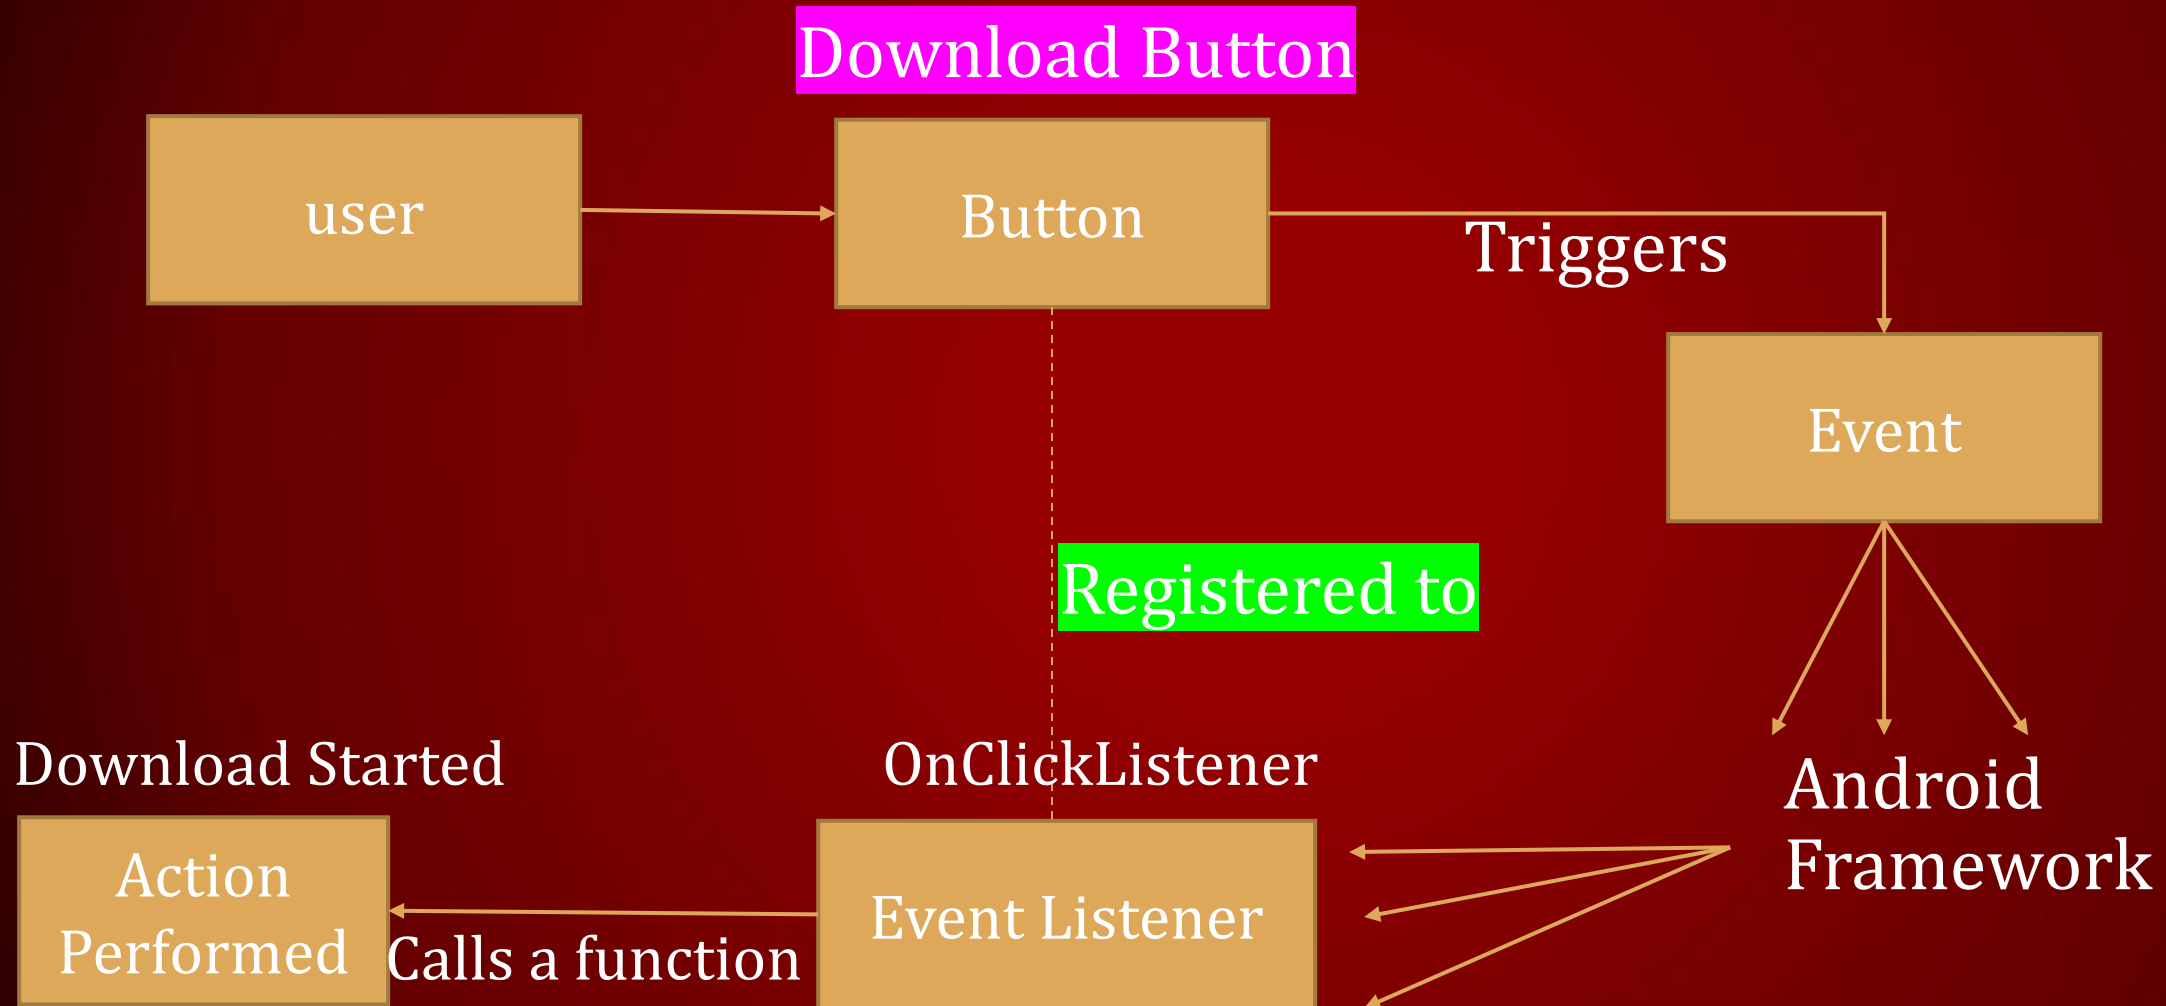 Download Button
user
Button
Triggers
Event
Registered to
Download Started
OnClickListener
Android
Framework
Action
Performed
Calls a function
Event Listener